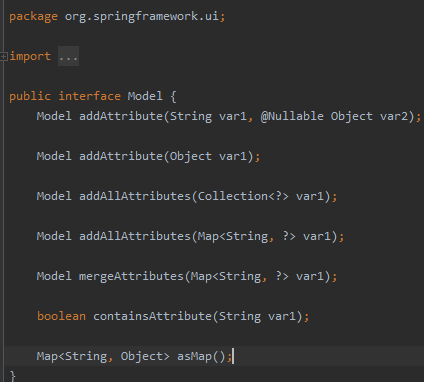 package org.springframework.ui;
import ...
public interface Model {
Model addAttribute(String var1, @Nullable Object var2);
Model addAttribute(Object var1);
Model addAllAttributes(Collection<?> var1);
Model addAllAttributes(Map<String, ?> var1);
Model mergeAttributes(Map<String, ?> var1);
boolean containsAttribute(String var1);
Map<String, Object> asMap();
}